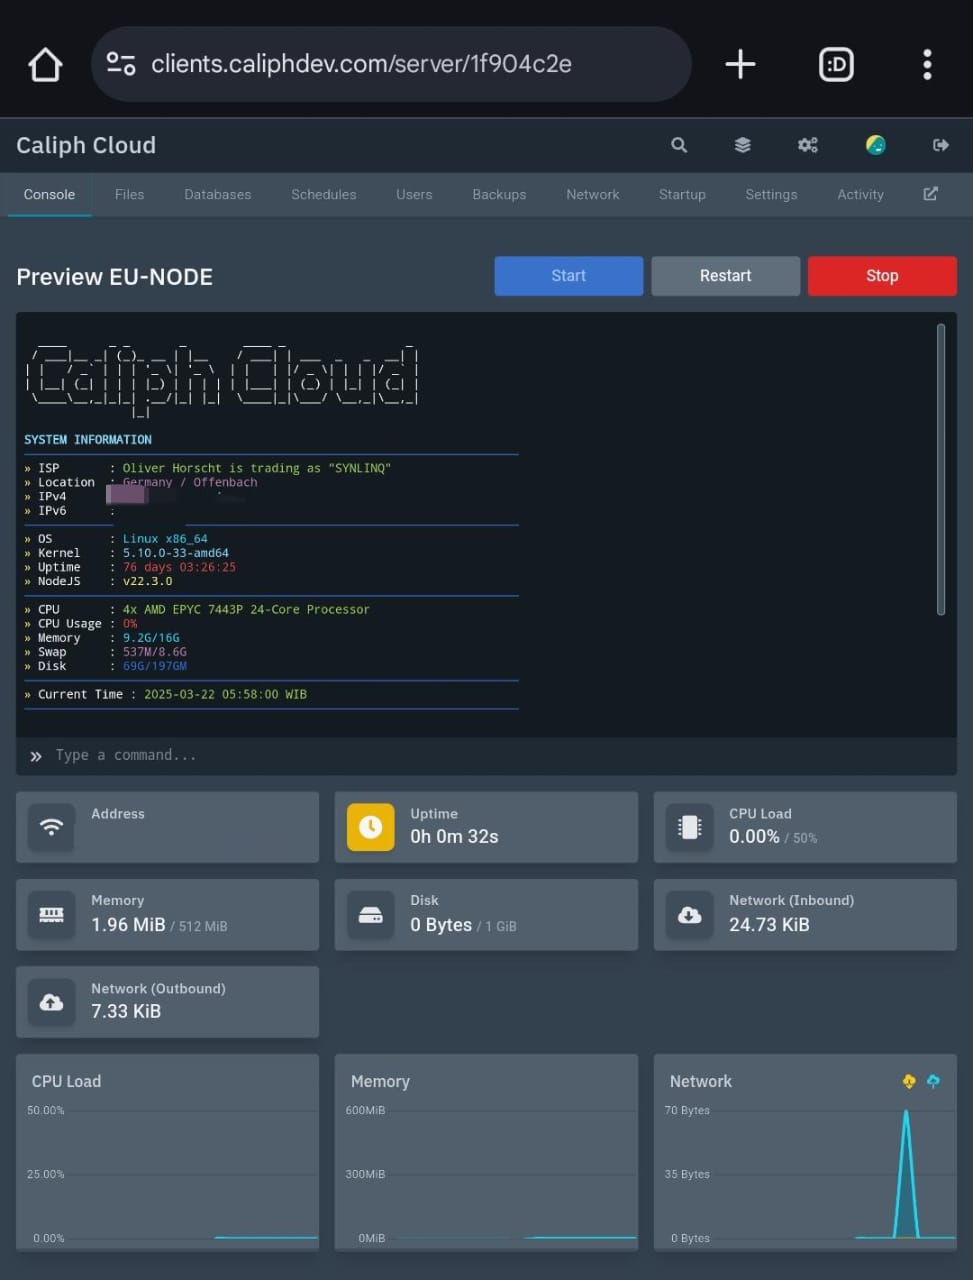 :D
clients.caliphdev.com/server/1f904c2e
Caliph Cloud
Console Files Databases Schedules Users Backups Network Startup Settings Activity
Preview EU-NODE
Start Restart Stop
Caliph Cloud
SYSTEM INFORMATION
» ISP : Oliver Horscht is trading as "SYNLINQ"
» Location : Germany / Offenbach
» IPv4 :
» IPv6 :
» OS : Linux x86_64
» Kernel : 5.10.0-33-amd64
» Uptime : 76 days 03:26:25
» NodeJS : v22.3.0
» CPU : 4x AMD EPYC 7443P 24-Core Processor
» CPU Usage : 0%
» Memory : 9.2G/16G
» Swap : 537M/8.6G
» Disk : 69G/197GM
» Current Time : 2025-03-22 05:58:00 WIB
» Type a command...
Address
Uptime
0h 0m 32s
CPU Load
0.00% / 50%
Memory
1.96 MiB / 512 MiB
Disk
0 Bytes / 1 GiB
Network (Inbound)
24.73 KiB
Network (Outbound)
7.33 KiB
CPU Load
50.00%
25.00%
0.00%
Memory
600MiB
300MiB
0MiB
Network
70 Bytes
35 Bytes
0 Bytes